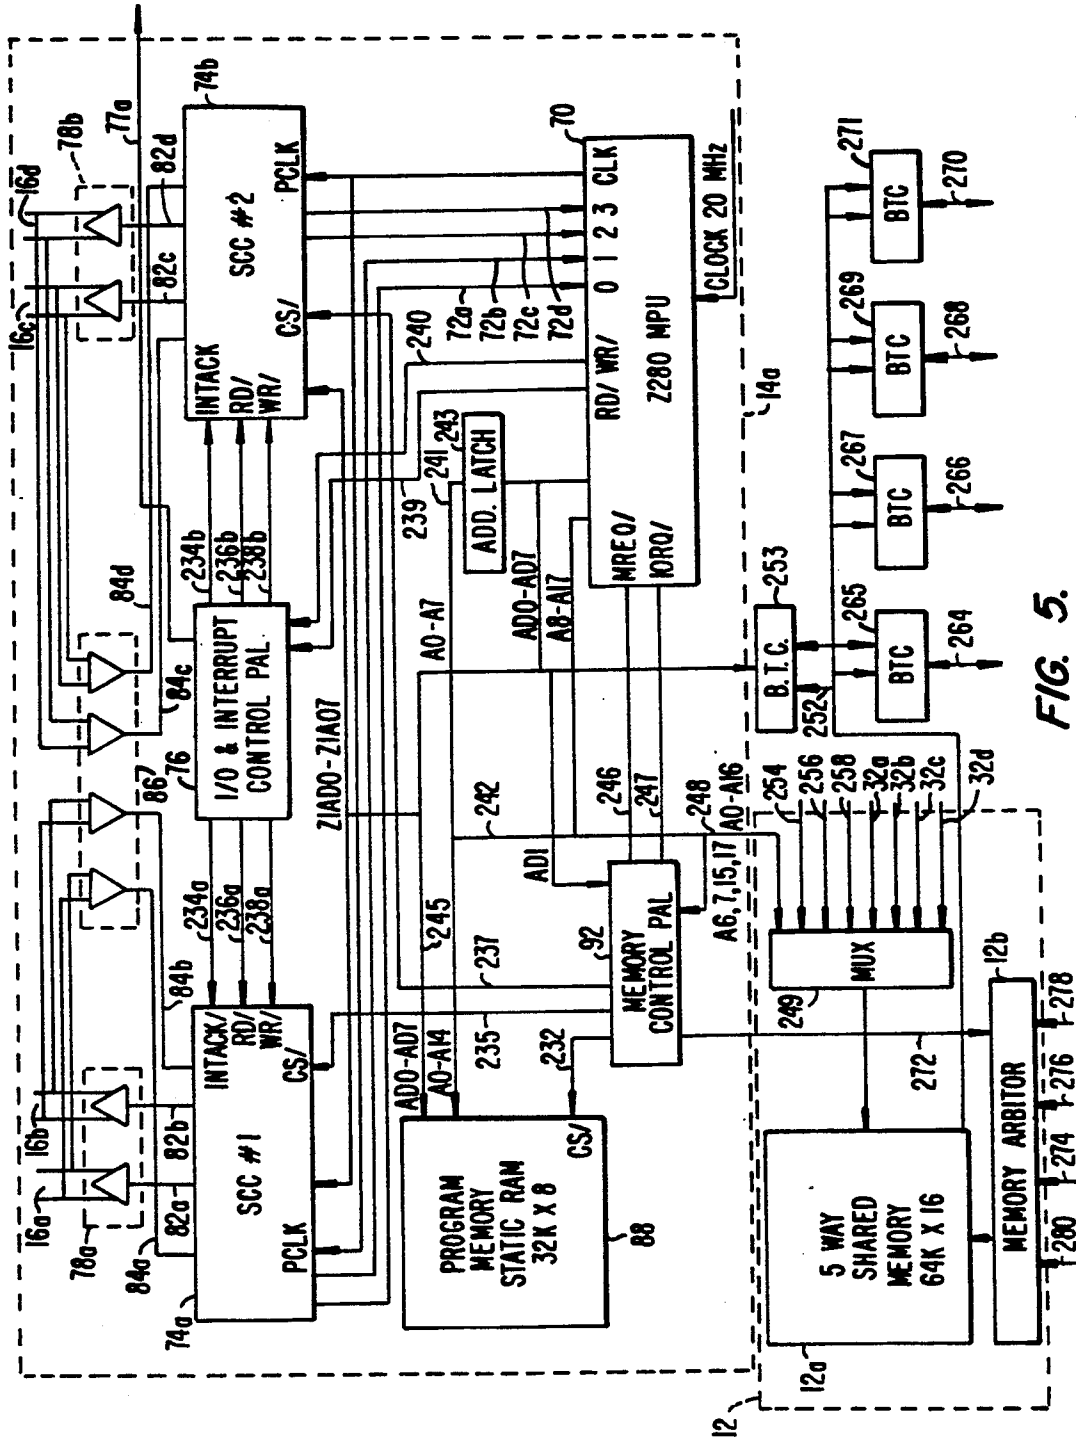 16a
16b
78a
82a
82b
84a
84b
74a
SCC #1
INTACK/
RD/
WR/
CS/
PCLK
234a
236a
238a
86
76
I/O & INTERRUPT
CONTROL PAL
84c
84d
234b
236b
238b
16c
16d
77a
78b
82c
82d
74b
SCC #2
INTACK
RD/
WR/
CS/
PCLK
Z1AD0-Z1AD7
245
237
235
232
AD0-AD7
A0-A14
PROGRAM
MEMORY
STATIC RAM
32K X 8
CS/
88
242
A0-A7
241
243
ADD. LATCH
239
240
AD0-AD7
A8-A17
72a
72b
72c
72d
70
0
1
2
3
CLK
RD/ WR/
Z280 MPU
MREQ/
IORQ/
CLOCK 20 MHz
AD1
246
247
248
92
MEMORY
CONTROL PAL
A6,7,15,17
A0-A16
14a
B.T.C.
253
252
254
256
258
32a
32b
32c
32d
MUX
249
12
12a
5 WAY
SHARED
MEMORY
64K X 16
12b
MEMORY ARBITOR
272
280
274
276
278
BTC
265
264
BTC
267
266
BTC
269
268
BTC
271
270
FIG. 5.